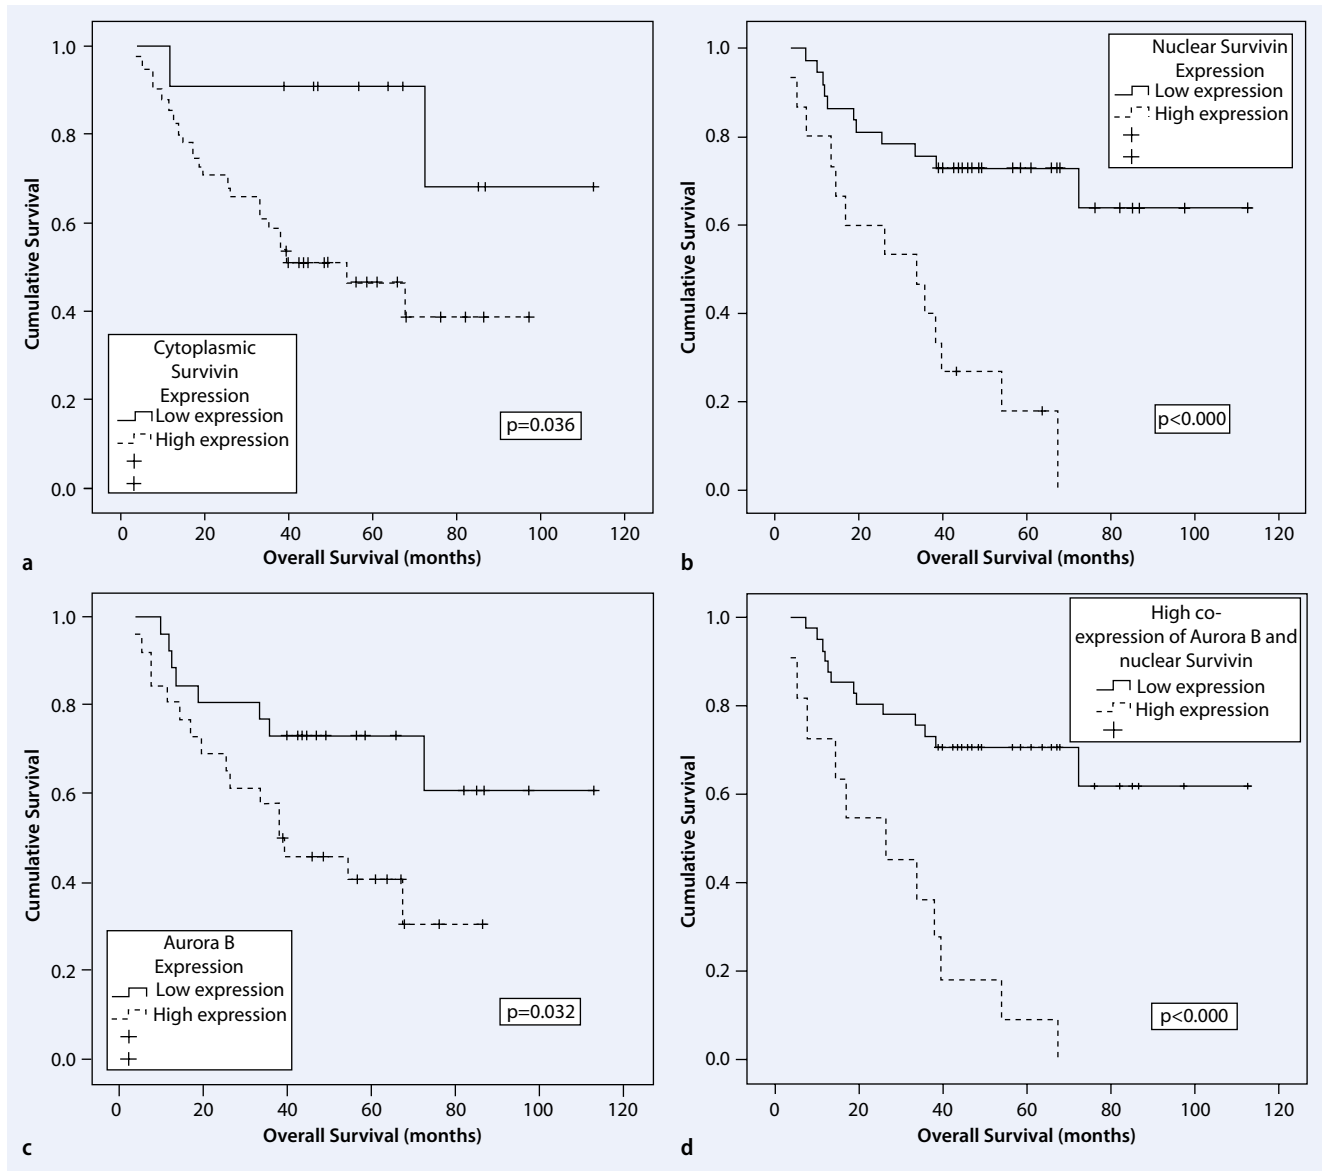 1.0
0.8
0.6
0.4
0.2
0.0
Cumulative Survival
Cytoplasmic
Survivin
Expression
Low expression
High expression
p=0.036
0 20 40 60 80 100 120
Overall Survival (months)
a
1.0
0.8
0.6
0.4
0.2
0.0
Cumulative Survival
Nuclear Survivin
Expression
Low expression
High expression
p<0.000
0 20 40 60 80 100 120
Overall Survival (months)
b
1.0
0.8
0.6
0.4
0.2
0.0
Cumulative Survival
Aurora B
Expression
Low expression
High expression
p=0.032
0 20 40 60 80 100 120
Overall Survival (months)
c
1.0
0.8
0.6
0.4
0.2
0.0
Cumulative Survival
High co-
expression of Aurora B and
nuclear Survivin
Low expression
High expression
p<0.000
0 20 40 60 80 100 120
Overall Survival (months)
d